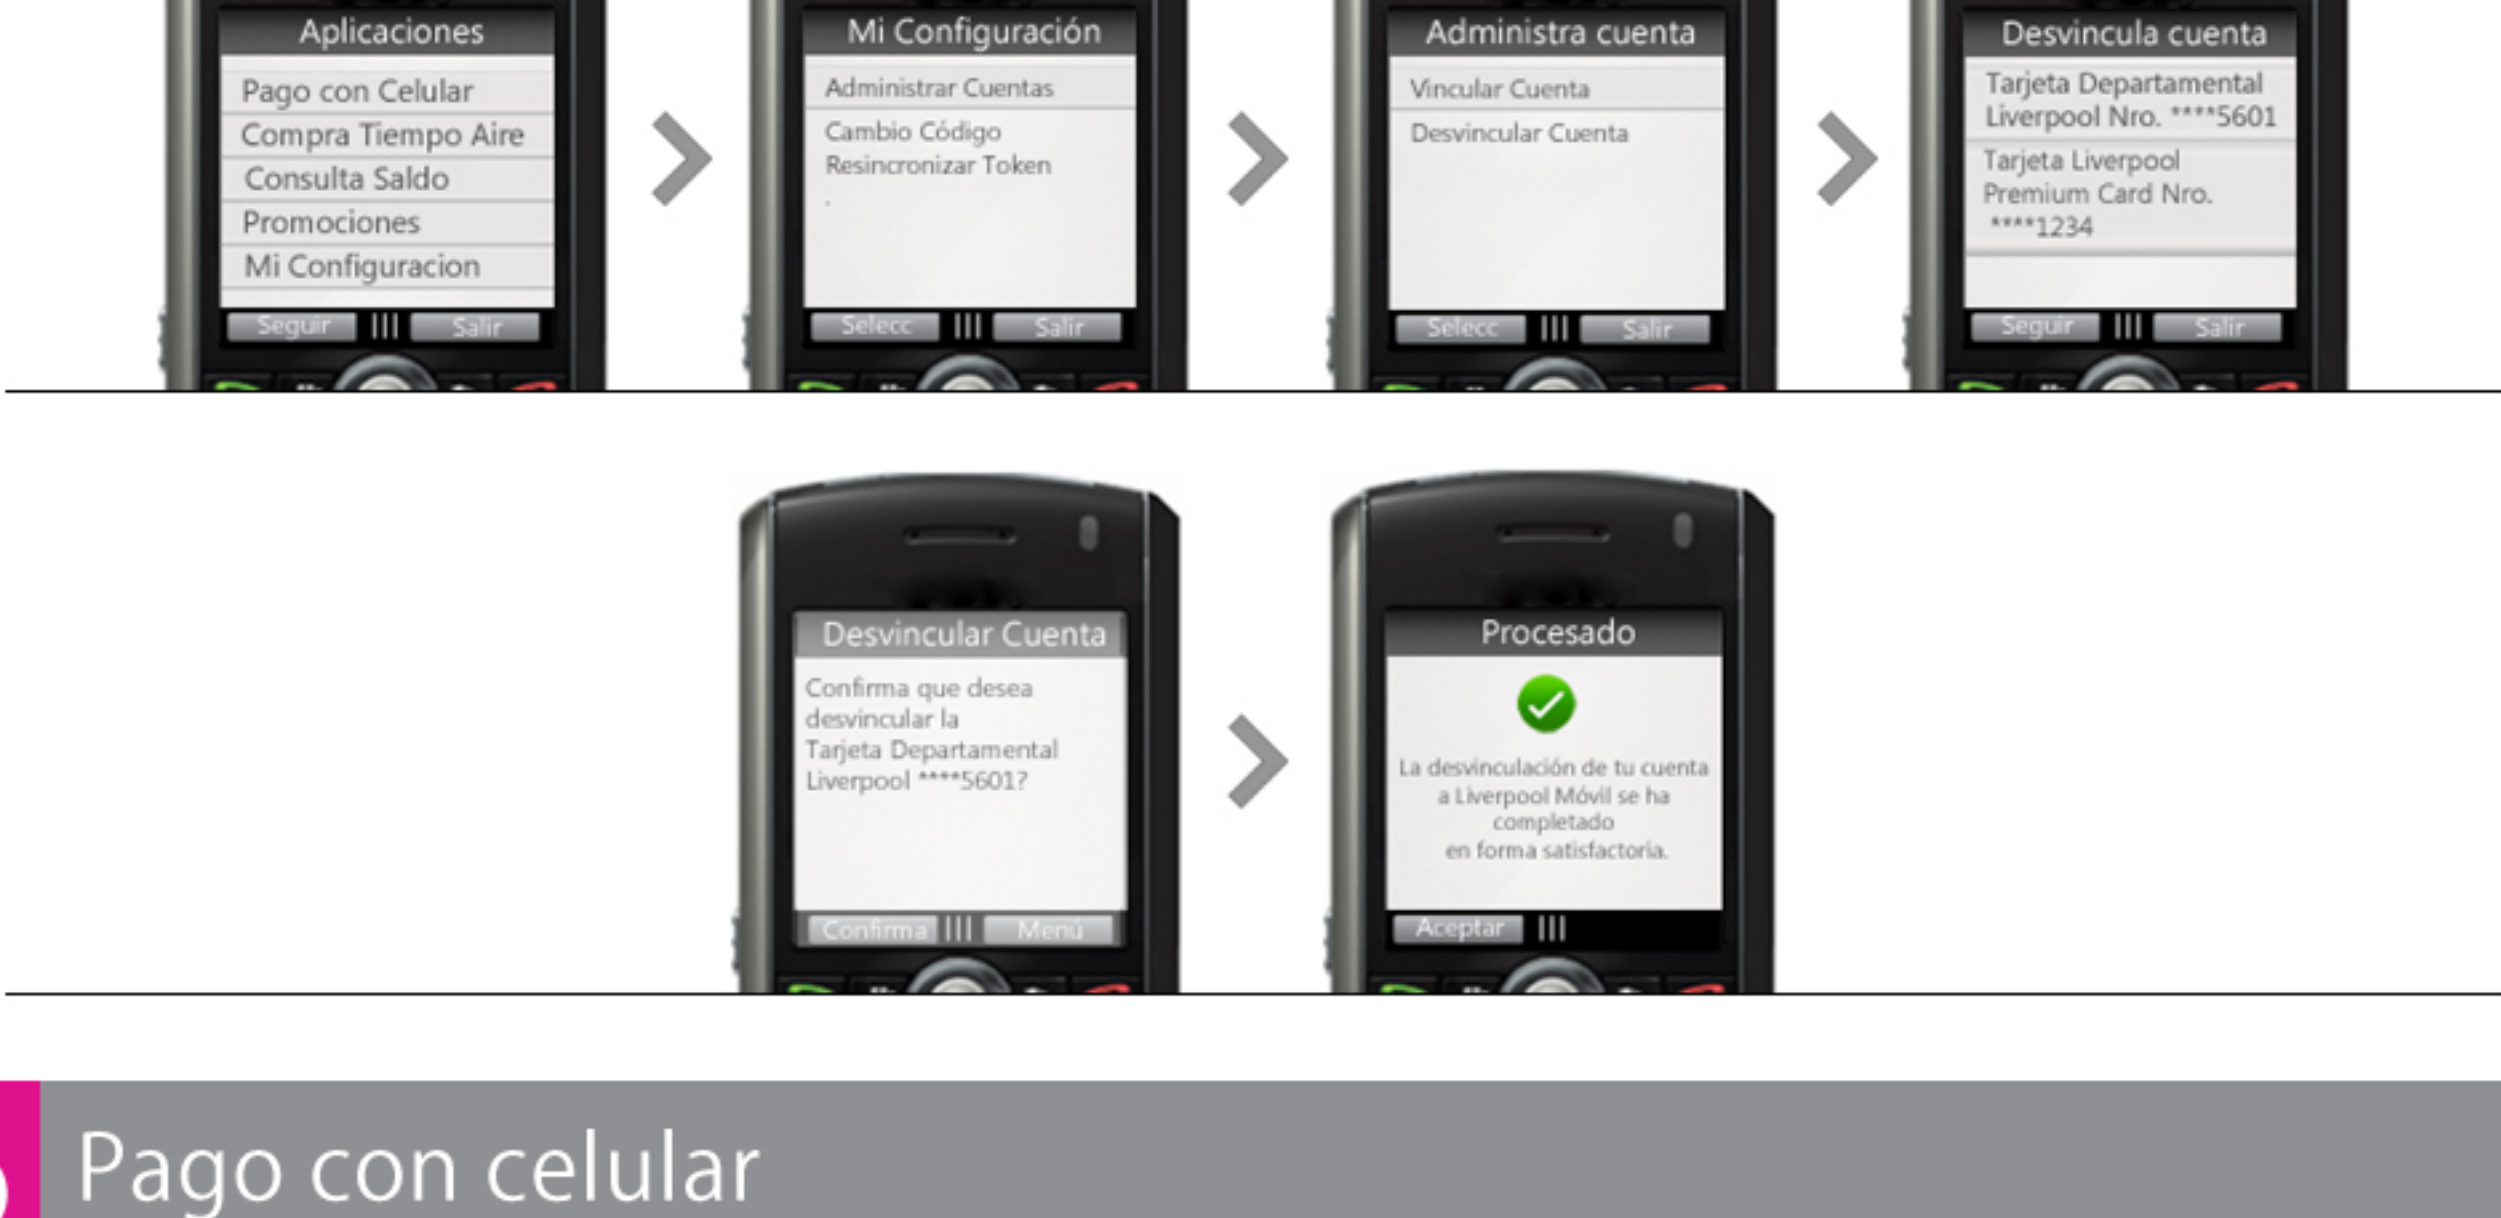 Aplicaciones
Pago con Celular
Compra Tiempo Aire
Consulta Saldo
Promociones
Mi Configuracion
Seguir
Salir
Mi Configuración
Administrar Cuentas
Cambio Código
Resincronizar Token
.
Selecc
Salir
Administra cuenta
Vincular Cuenta
Desvincular Cuenta
Selecc
Salir
Desvincula cuenta
Tarjeta Departamental
Liverpool Nro. ****5601
Tarjeta Liverpool
Premium Card Nro.
****1234
Seguir
Salir
Desvincular Cuenta
Confirma que desea
desvincular la
Tarjeta Departamental
Liverpool ****5601?
Confirma
Menú
Procesado
La desvinculación de tu cuenta
a Liverpool Móvil se ha
completado
en forma satisfactoria.
Aceptar
Pago con celular